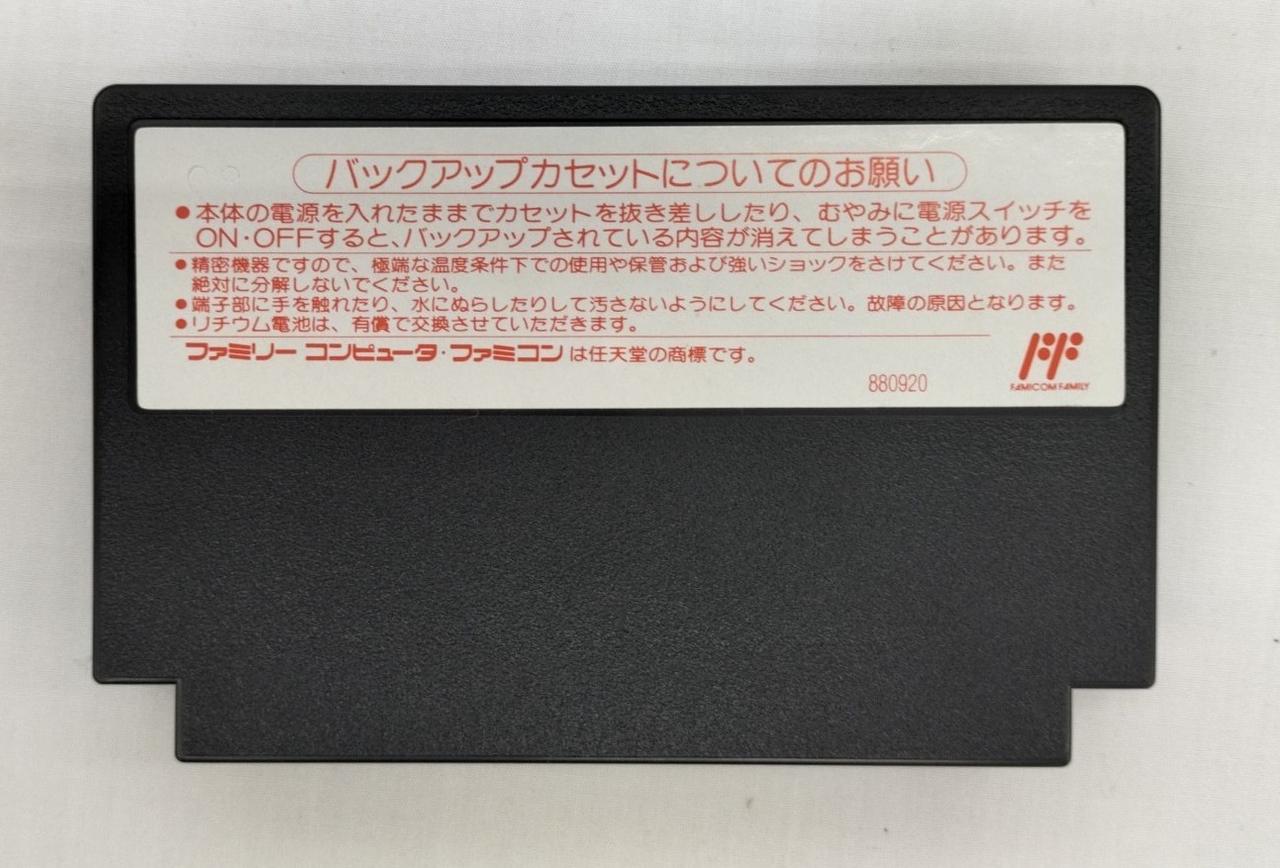 バックアップカセットについてのお願い
●本体の電源を入れたままでカセットを抜き差ししたり、むやみに電源スイッチを
ON・OFFすると、バックアップされている内容が消えてしまうことがあります。
●精密機器ですので、極端な温度条件下での使用や保管および強いショックをさけてください。また
絶対に分解しないでください。
●端子部に手を触れたり、水にぬらしたりして汚さないようにしてください。故障の原因となります。
●リチウム電池は、有償で交換させていただきます。
ファミリー コンピュータ・ファミコンは任天堂の商標です。
880920
FAMICOM FAMILY